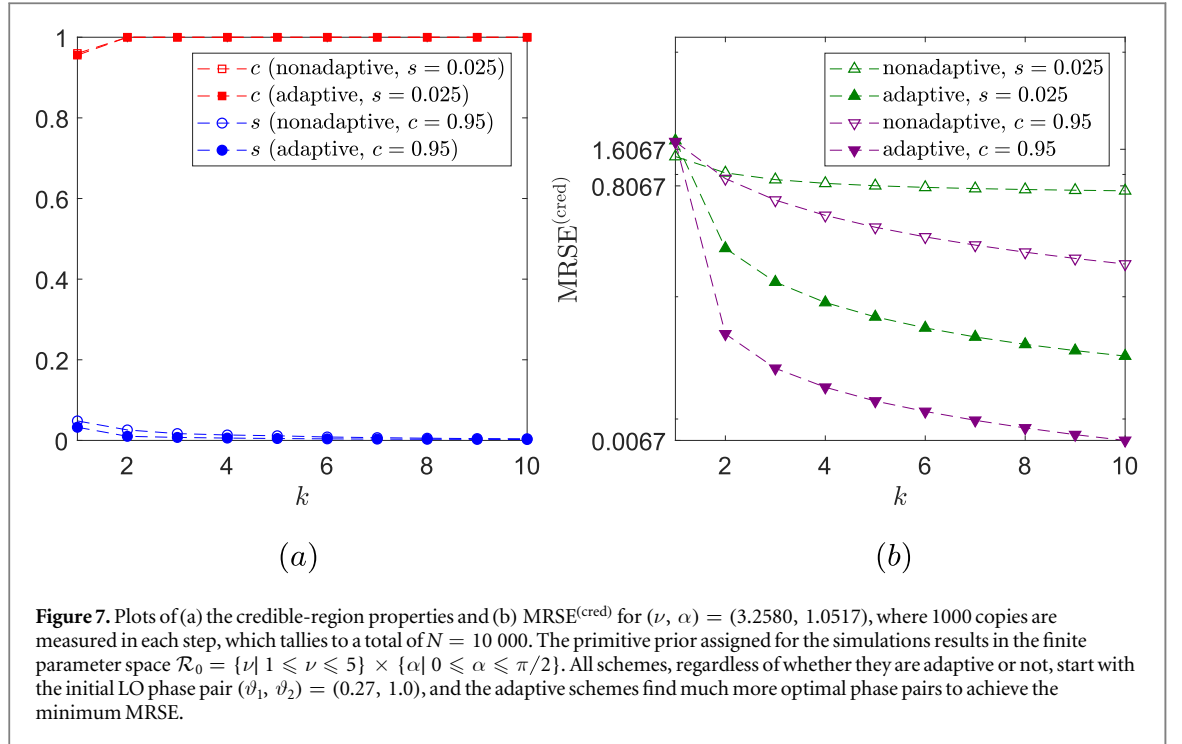 1
0.8
0.6
0.4
0.2
0
2 4 6 8 10
k
c (nonadaptive, s = 0.025)
c (adaptive, s = 0.025)
s (nonadaptive, c = 0.95)
s (adaptive, c = 0.95)
(a)
MRSE(cred)
1.6067
0.8067
0.0067
2 4 6 8 10
k
nonadaptive, s = 0.025
adaptive, s = 0.025
nonadaptive, c = 0.95
adaptive, c = 0.95
(b)
Figure 7. Plots of (a) the credible-region properties and (b) MRSE(cred) for (ν, α) = (3.2580, 1.0517), where 1000 copies are
measured in each step, which tallies to a total of N = 10 000. The primitive prior assigned for the simulations results in the finite
parameter space ℛ₀ = {ν| 1 ⩽ ν ⩽ 5} × {α| 0 ⩽ α ⩽ π/2}. All schemes, regardless of whether they are adaptive or not, start with
the initial LO phase pair (ϑ₁, ϑ₂) = (0.27, 1.0), and the adaptive schemes find much more optimal phase pairs to achieve the
minimum MRSE.